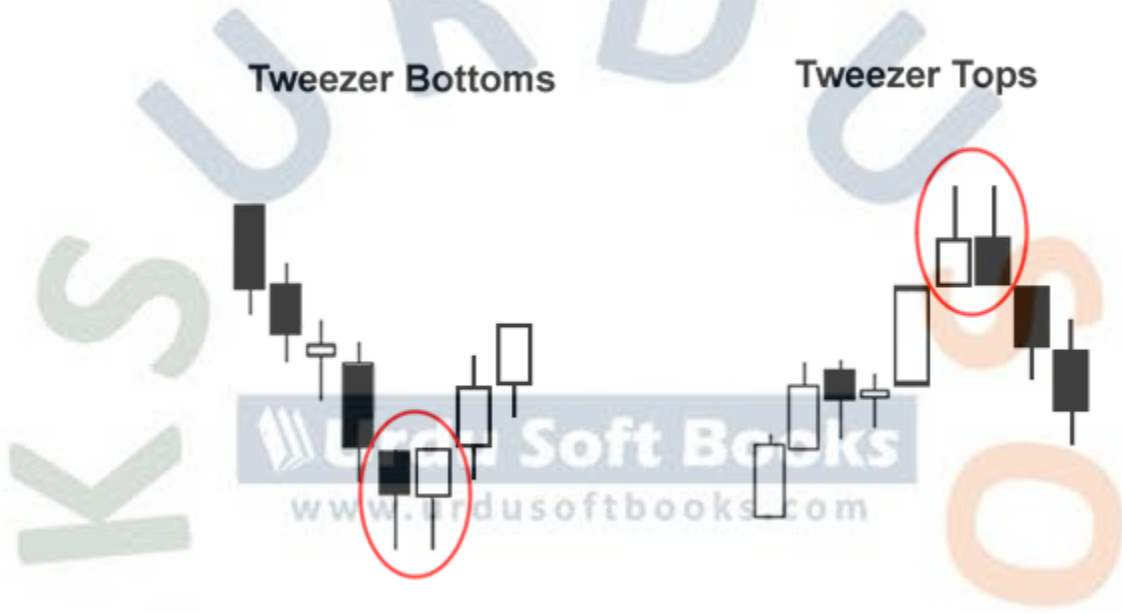 Tweezer Bottoms
Tweezer Tops
Urdu Soft Books
www.urdusoftbooks.com
K S U R D U S O